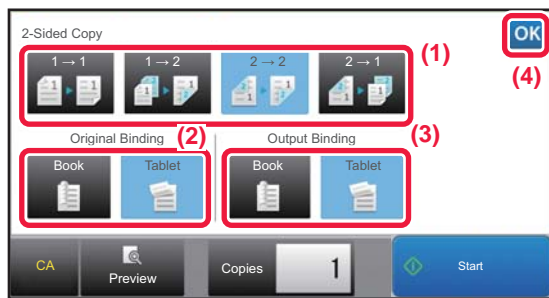 2-Sided Copy
OK
1 → 1
1 → 2
2 → 2
2 → 1
(1)
(4)
Original Binding
(2)
Output Binding
(3)
Book
Tablet
Book
Tablet
CA
Preview
Copies
1
Start